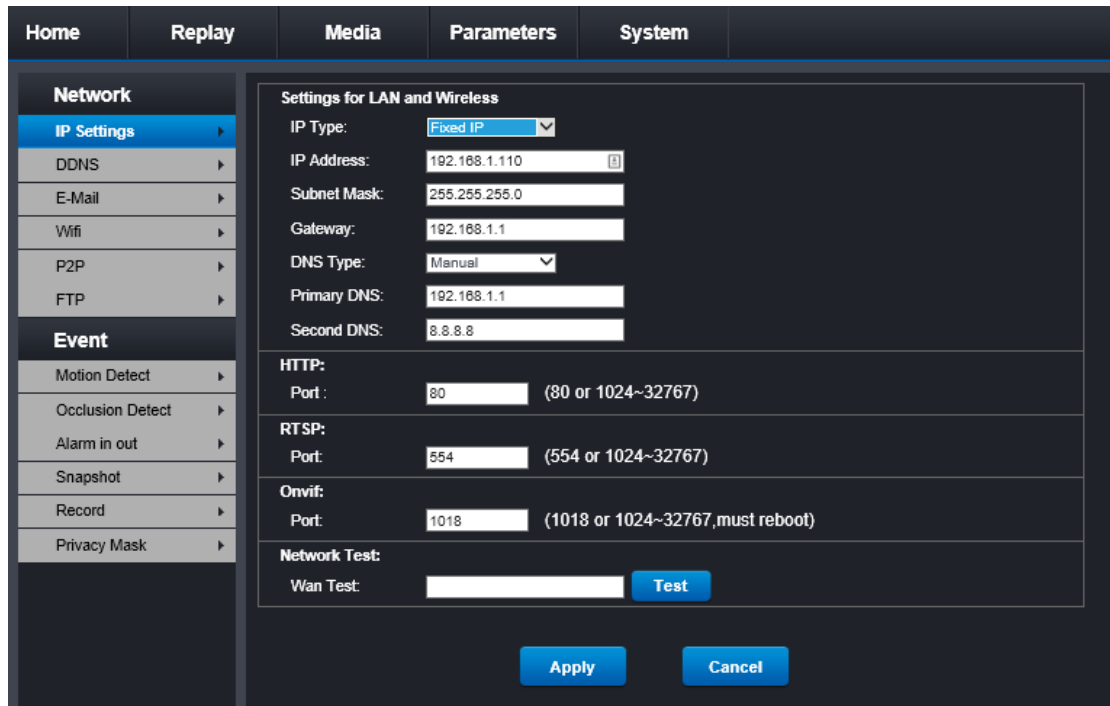 Home Replay Media Parameters System
Network
IP Settings
DDNS
E-Mail
Wifi
P2P
FTP
Event
Motion Detect
Occlusion Detect
Alarm in out
Snapshot
Record
Privacy Mask
Settings for LAN and Wireless
IP Type: Fixed IP
IP Address: 192.168.1.110
Subnet Mask: 255.255.255.0
Gateway: 192.168.1.1
DNS Type: Manual
Primary DNS: 192.168.1.1
Second DNS: 8.8.8.8
HTTP:
Port : 80 (80 or 1024~32767)
RTSP:
Port: 554 (554 or 1024~32767)
Onvif:
Port: 1018 (1018 or 1024~32767,must reboot)
Network Test:
Wan Test: Test
Apply Cancel